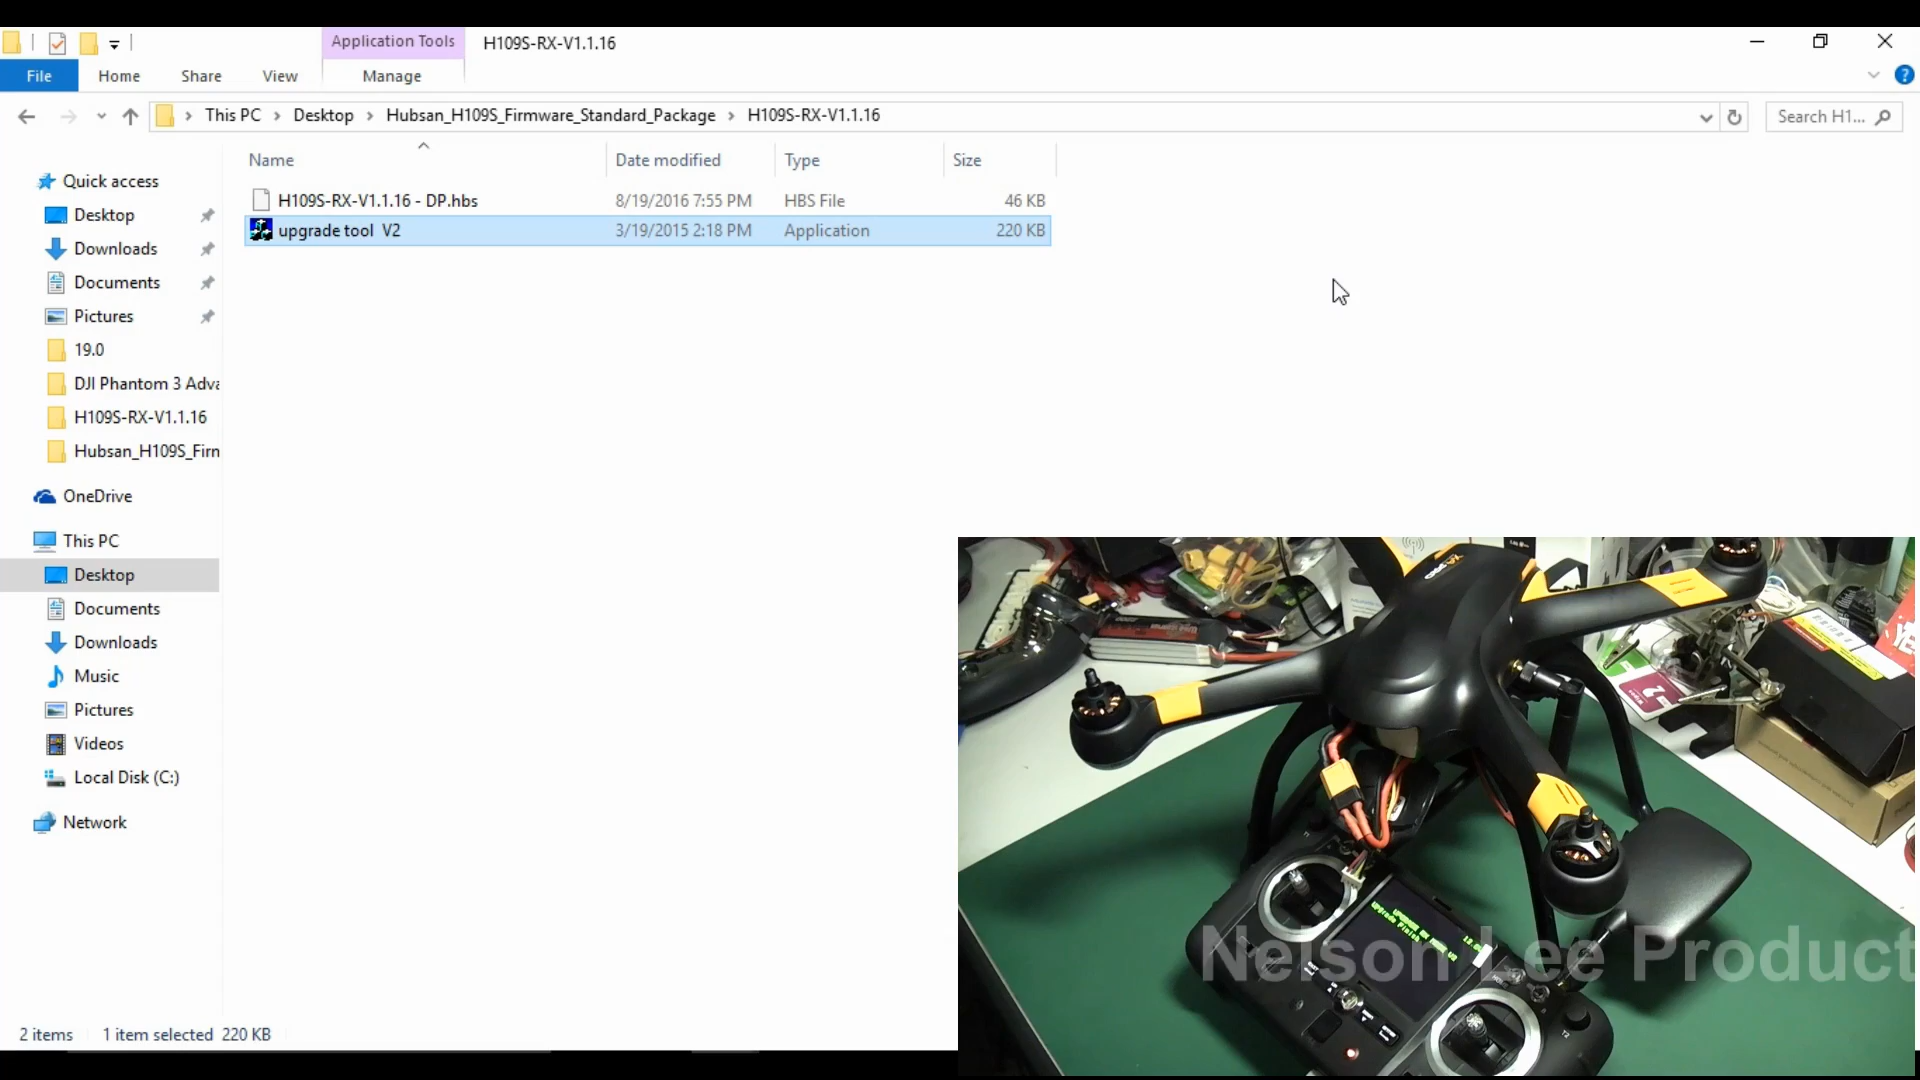 Application Tools
H109S-RX-V1.1.16
File
Home
Share
View
Manage
This PC
Desktop
Hubsan_H109S_Firmware_Standard_Package
H109S-RX-V1.1.16
Search H1...
Name
Date modified
Type
Size
H109S-RX-V1.1.16 - DP.hbs
8/19/2016 7:55 PM
HBS File
46 KB
upgrade tool V2
3/19/2015 2:18 PM
Application
220 KB
Quick access
Desktop
Downloads
Documents
Pictures
19.0
DJI Phantom 3 Adva
H109S-RX-V1.1.16
Hubsan_H109S_Firn
OneDrive
This PC
Desktop
Documents
Downloads
Music
Pictures
Videos
Local Disk (C:)
Network
2 items
1 item selected 220 KB
X4 PRO
Upgrade Finish
Nelson Lee Product